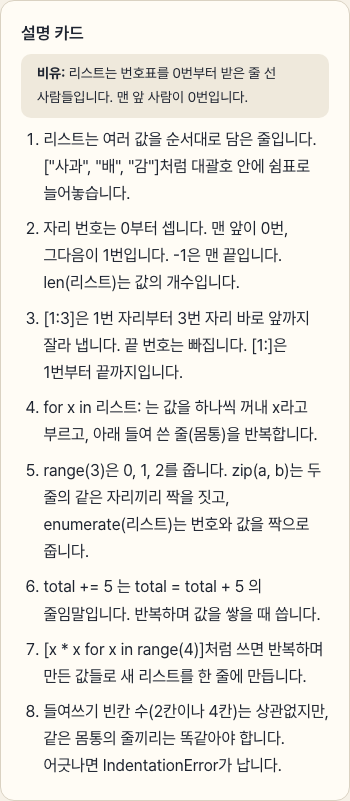 설명 카드
비유: 리스트는 번호표를 0번부터 받은 줄 선
사람들입니다. 맨 앞 사람이 0번입니다.
1. 리스트는 여러 값을 순서대로 담은 줄입니다.
["사과", "배", "감"]처럼 대괄호 안에 쉼표로
늘어놓습니다.
2. 자리 번호는 0부터 셉니다. 맨 앞이 0번,
그다음이 1번입니다. -1은 맨 끝입니다.
len(리스트)는 값의 개수입니다.
3. [1:3]은 1번 자리부터 3번 자리 바로 앞까지
잘라 냅니다. 끝 번호는 빠집니다. [1:]은
1번부터 끝까지입니다.
4. for x in 리스트: 는 값을 하나씩 꺼내 x라고
부르고, 아래 들여 쓴 줄(몸통)을 반복합니다.
5. range(3)은 0, 1, 2를 줍니다. zip(a, b)는 두
줄의 같은 자리끼리 짝을 짓고,
enumerate(리스트)는 번호와 값을 짝으로
줍니다.
6. total += 5 는 total = total + 5 의
줄임말입니다. 반복하며 값을 쌓을 때 씁니다.
7. [x * x for x in range(4)]처럼 쓰면 반복하며
만든 값들로 새 리스트를 한 줄에 만듭니다.
8. 들여쓰기 빈칸 수(2칸이나 4칸)는 상관없지만,
같은 몸통의 줄끼리는 똑같아야 합니다.
어긋나면 IndentationError가 납니다.